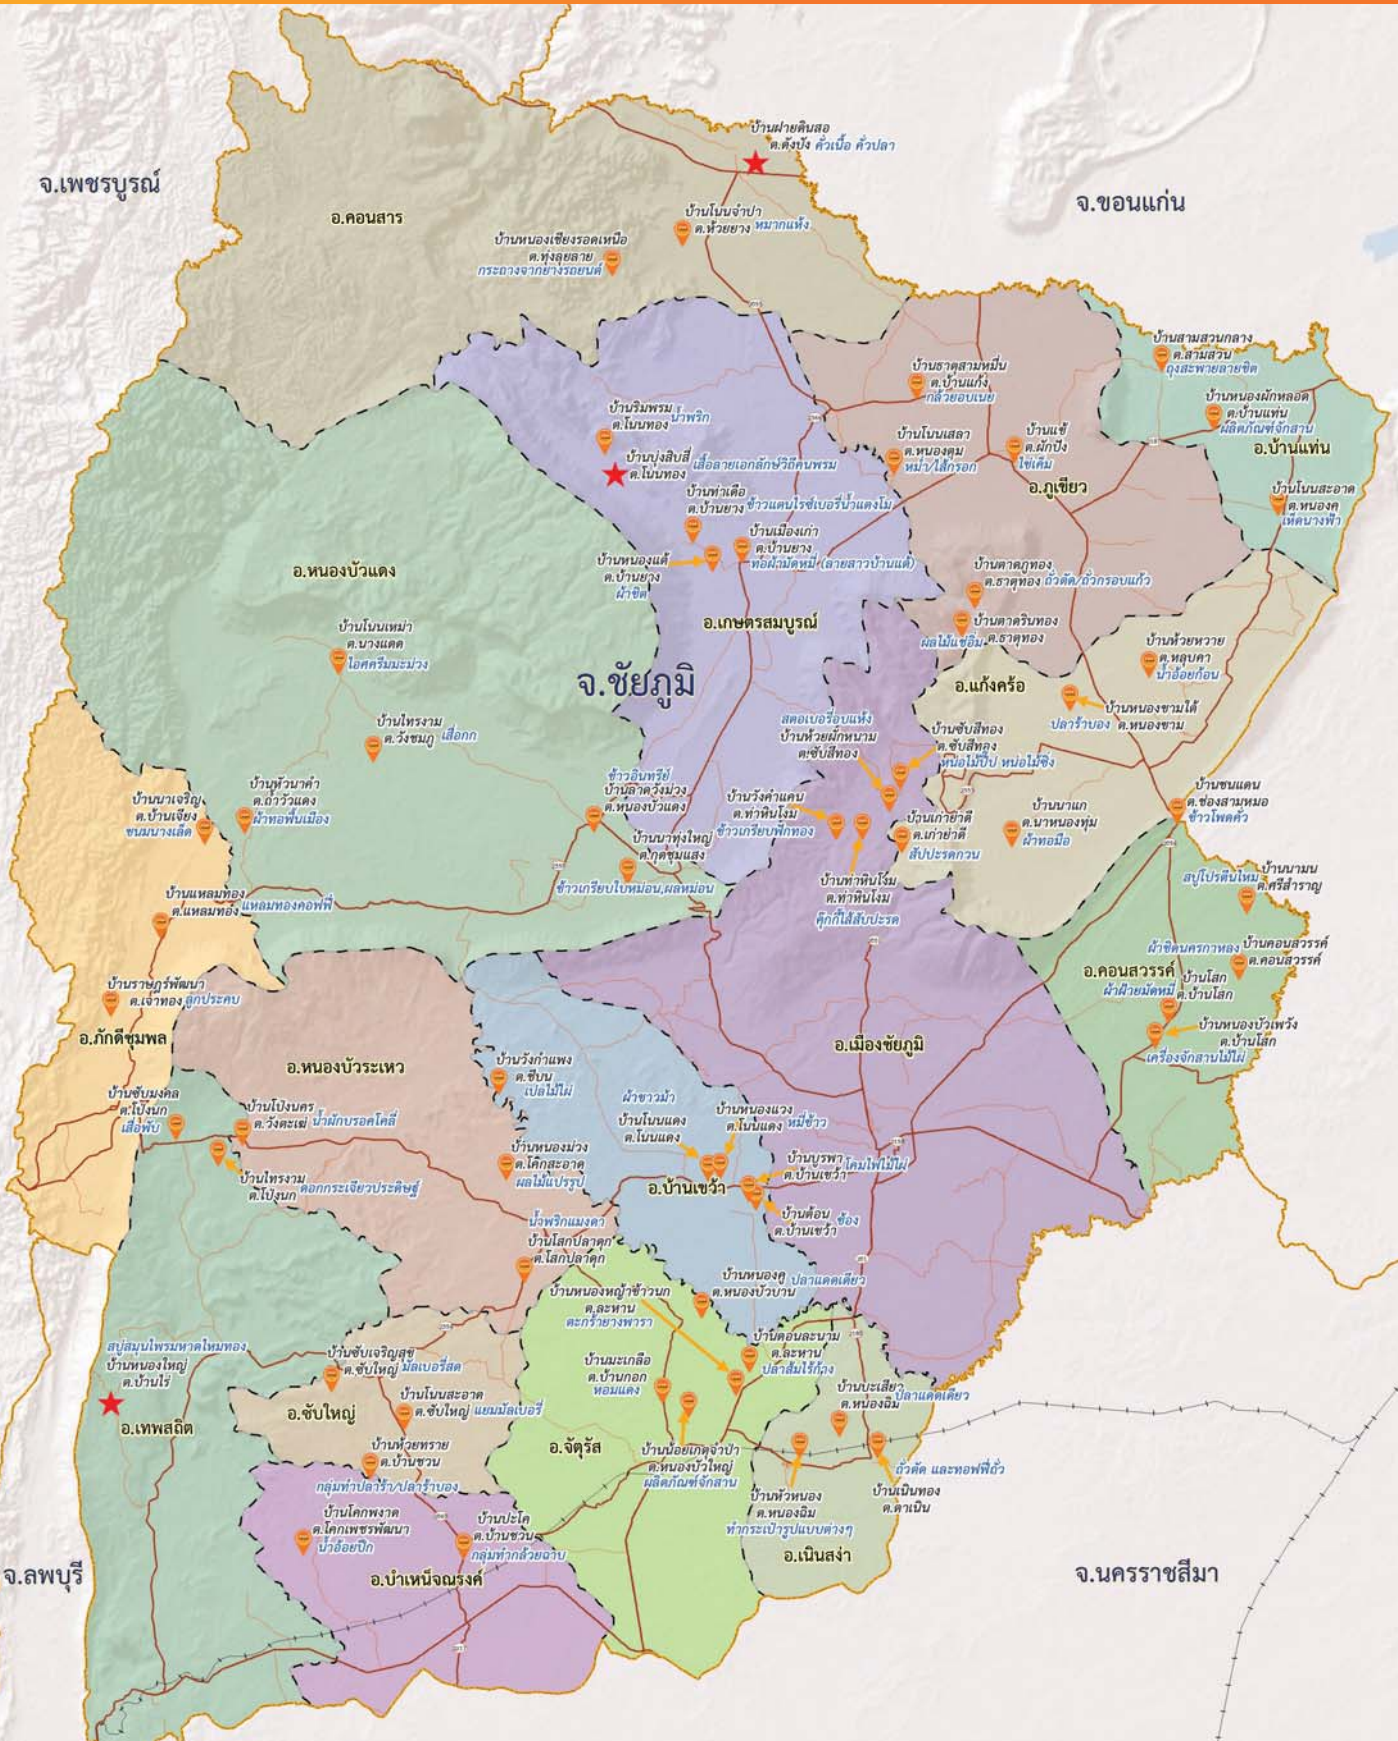 บ้านฝายดินสอ
ต.ดังบัง คั่วเนื้อ คั่วปลา
จ.เพชรบูรณ์
จ.ขอนแก่น
อ.คอนสาร
บ้านโนนจำปา
ต.ห้วยยาง หมากแห้ง
บ้านหนองเชียงรอดเหนือ
ต.ทุ่งลุยลาย
กระถางจากยางรถยนต์
บ้านสามสวนกลาง
ต.สามสวน
ถุงสะพายลายขิด
บ้านธาตุสามหมื่น
ต.บ้านแก้ง
กล้วยอบเนย
บ้านหนองผักหลอด
ต.บ้านแท่น
ผลิตภัณฑ์จักสาน
อ.บ้านแท่น
บ้านริมพรม
ต.โนนทอง
น้ำพริก
บ้านโนนเสลา
ต.หนองตูม
หม่ำ/ไส้กรอก
บ้านแข้
ต.ผักปัง
ไข่เค็ม
บ้านบุ่งสิบสี่
ต.โนนทอง
เสื้อลายเอกลักษ์วิถีคนพรม
อ.ภูเขียว
บ้านโนนสะอาด
ต.หนองคู
เห็ดนางฟ้า
บ้านท่าเดื่อ
ต.บ้านยาง ข้าวแตนไรซ์เบอรี่น้ำแตงโม
บ้านเมืองเก่า
ต.บ้านยาง
ทอผ้ามัดหมี่ (ลายสาวบ้านแต้)
บ้านหนองแต้
ต.บ้านยาง
ผ้าขิด
อ.หนองบัวแดง
บ้านตาดภูทอง
ต.ธาตุทอง ถั่วตัด/ถั่วกรอบแก้ว
อ.เกษตรสมบูรณ์
บ้านตาดรินทอง
ต.ธาตุทอง
ผลไม้แช่อิ่ม
บ้านโนนเหม่า
ต.นางแดด
ไอศครีมมะม่วง
บ้านห้วยหวาย
ต.หลุบคา
น้ำอ้อยก้อน
จ.ชัยภูมิ
อ.แก้งคร้อ
บ้านหนองขามใต้
ต.หนองขาม
ปลาร้าบอง
บ้านไทรงาม
ต.วังชมภู เสื่อกก
สตอเบอรี่อบแห้ง
บ้านห้วยผักหนาม
ต.ซับสีทอง
บ้านซับสีทอง
ต.ซับสีทอง
หน่อไม้ปี๊ป หน่อไม้ซิ่ง
บ้านหัวนาคำ
ต.ถ้ำวัวแดง
ผ้าทอพื้นเมือง
ข้าวอินทรีย์
บ้านลาดวังม่วง
ต.หนองบัวแดง
บ้านนาเจริญ
ต.บ้านเจียง
ขนมนางเล็ด
บ้านวังคำแคน
ต.ท่าหินโงม
ข้าวเกรียบฟักทอง
บ้านชนแดน
ต.ช่องสามหมอ
ข้าวโพดคั่ว
บ้านเก่าย่าดี
ต.เก่าย่าดี
สัปปะรดกวน
บ้านนาแก
ต.นาหนองทุ่ม
ผ้าทอมือ
บ้านนาทุ่งใหญ่
ต.กุดชุมแสง
ข้าวเกรียบใบหม่อน,ผลหม่อน
บ้านท่าหินโงม
ต.ท่าหินโงม
คุ๊กกี้ไส้สับปะรด
บ้านนามน
ต.ศรีสำราญ
สบู่โปรตีนไหม
บ้านแหลมทอง
ต.แหลมทอง
แหลมทองคอฟฟี่
ผ้าขิดนครกาหลง
บ้านคอนสวรรค์
ต.คอนสวรรค์
อ.คอนสวรรค์
บ้านโสก
ต.บ้านโสก
ผ้าฝ้ายมัดหมี่
บ้านราษฎร์พัฒนา
ต.เจาทอง ลูกประคบ
อ.ภักดีชุมพล
บ้านหนองบัวเพวัง
ต.บ้านโสก
เครื่องจักสานไม้ไผ่
อ.เมืองชัยภูมิ
อ.หนองบัวระเหว
บ้านวังกำแพง
ต.ชีบน
เปลไม้ไผ่
บ้านซับมงคล
ต.โป่งนก
เสื่อพับ
บ้านโป่งนคร
ต.วังตะเฆ่ น้ำผักบรอคโคลี่
ผ้าขาวม้า
บ้านโนนแดง
ต.โนนแดง
บ้านหนองแวง
ต.โนนแดง
หมี่ข้าว
บ้านหนองม่วง
ต.โคกสะอาด
ผลไม้แปรรูป
บ้านบูรพา
ต.บ้านเขว้า
โคมไฟไม้ไผ่
บ้านไทรงาม
ต.โป่งนก
ดอกกระเจียวประดิษฐ์
อ.บ้านเขว้า
บ้านต้อน
ต.บ้านเขว้า ข้อง
น้ำพริกแมงดา
บ้านโสกปลาดุก
ต.โสกปลาดุก
บ้านหนองคู
ต.หนองบัวบาน
ปลาแดดเดียว
บ้านหนองหญ้าข้าวนก
ต.ละหาน
ตะกร้ายางพารา
บ้านดอนละนาม
ต.ละหาน
ปลาส้มไร้ก้าง
สบู่สมุนไพรมหาดไหมทอง
บ้านหนองใหญ่
ต.บ้านไร่
อ.เทพสถิต
บ้านซับเจริญสุข
ต.ซับใหญ่ มัลเบอรี่สด
บ้านมะเกลือ
ต.บ้านกอก
หอมแดง
บ้านโนนสะอาด
ต.ซับใหญ่ แยมมัลเบอรี่
อ.ซับใหญ่
บ้านปะเสียว
ต.หนองฉิม
ปลาแดดเดียว
อ.จัตุรัส
บ้านน้อยเกตุจำปา
ต.หนองบัวใหญ่
ผลิตภัณฑ์จักสาน
บ้านห้วยทราย
ต.บ้านชวน
กลุ่มทำปลาร้า/ปลาร้าบอง
ถั่วตัด และทอฟฟี่ถั่ว
บ้านเนินทอง
ต.ตาเนิน
บ้านหัวหนอง
ต.หนองฉิม
ทำกระเป๋ารูปแบบต่างๆ
บ้านโคกพงาด
ต.โคกเพชรพัฒนา
น้ำอ้อยปึก
บ้านปะโค
ต.บ้านชวน
กลุ่มทำกล้วยฉาบ
อ.เนินสง่า
จ.ลพบุรี
อ.บำเหน็จณรงค์
จ.นครราชสีมา